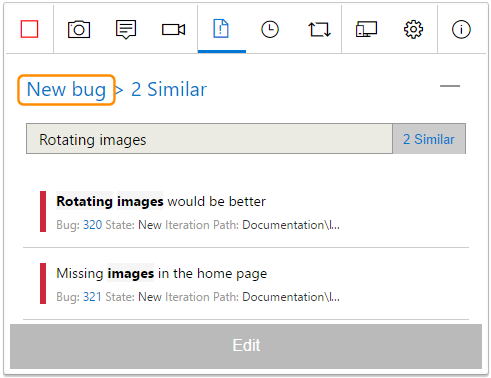 New bug > 2 Similar
Rotating images 2 Similar
Rotating images would be better
Bug: 320 State: New Iteration Path: Documentation\I...
Missing images in the home page
Bug: 321 State: New Iteration Path: Documentation\I...
Edit